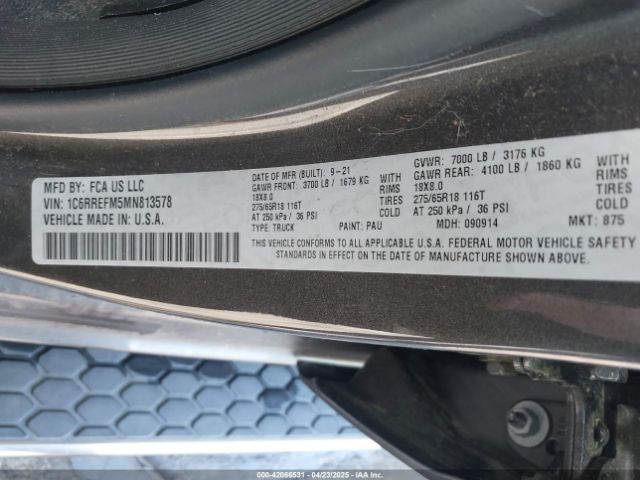 MFD BY: FCA US LLC
VIN: 1C6RREFM5MN813578
VEHICLE MADE IN: U.S.A.
DATE OF MFR (BUILT): 9-21
GAWR FRONT: 3700 LB / 1679 KG WITH
18X8.0 RIMS
275/65R18 116T TIRES
AT 250 kPa / 36 PSI COLD
TYPE: TRUCK PAINT: PAU
GVWR: 7000 LB / 3176 KG
GAWR REAR: 4100 LB / 1860 KG WITH
18X8.0 RIMS
275/65R18 116T TIRES
AT 250 kPa / 36 PSI COLD
MDH: 090914 MKT: 875
THIS VEHICLE CONFORMS TO ALL APPLICABLE U.S.A. FEDERAL MOTOR VEHICLE SAFETY
STANDARDS IN EFFECT ON THE DATE OF MANUFACTURE SHOWN ABOVE.
000-42066531 - 04/23/2025 - IAAI.COM